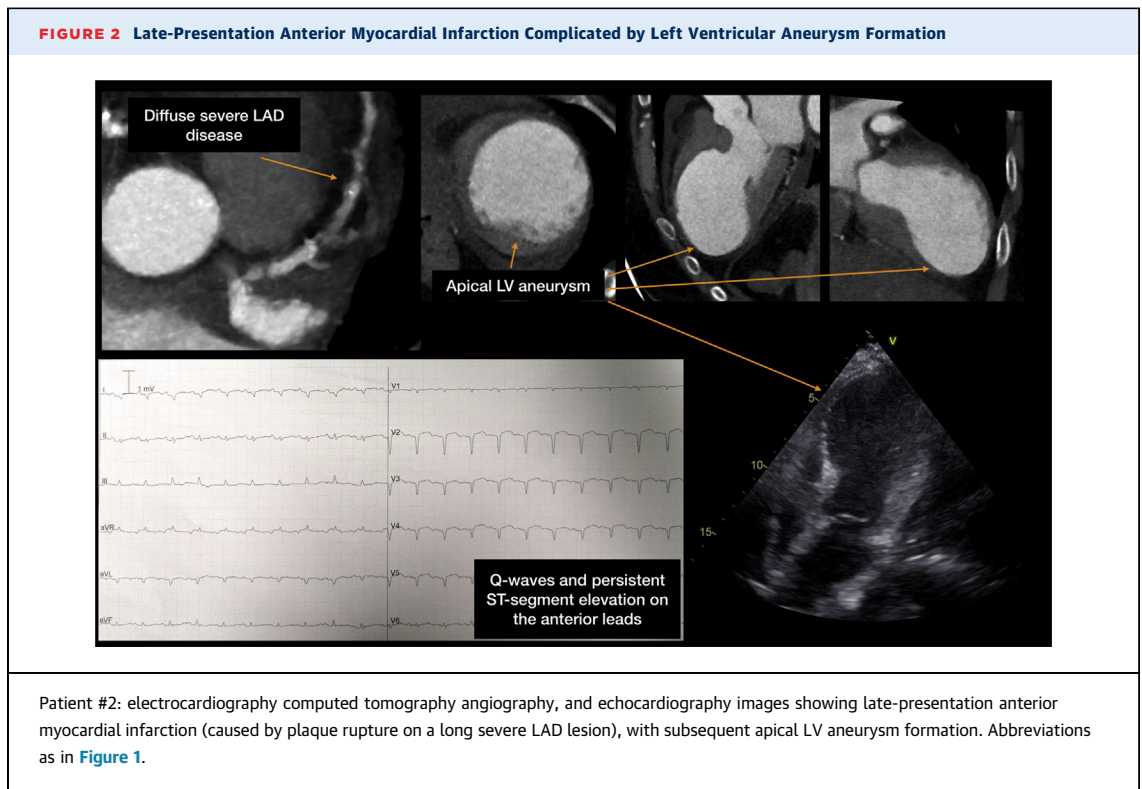 FIGURE 2 Late-Presentation Anterior Myocardial Infarction Complicated by Left Ventricular Aneurysm Formation
Diffuse severe LAD
disease
Apical LV aneurysm
I
1 mV
V1
II
V2
III
V3
aVR
V4
aVL
V5
aVF
V6
Q-waves and persistent
ST-segment elevation on
the anterior leads
V
5
10
15
Patient #2: electrocardiography computed tomography angiography, and echocardiography images showing late-presentation anterior
myocardial infarction (caused by plaque rupture on a long severe LAD lesion), with subsequent apical LV aneurysm formation. Abbreviations
as in Figure 1.